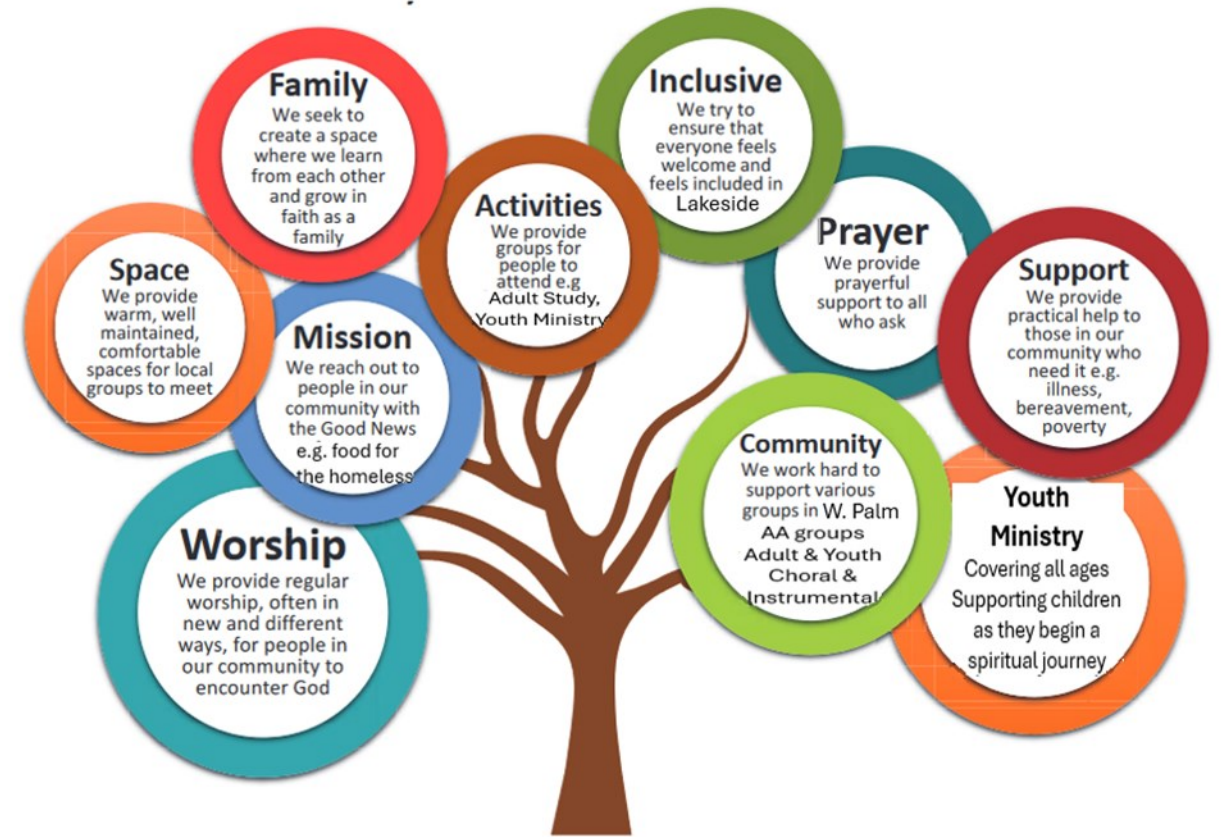 Family
We seek to
create a space
where we learn
from each other
and grow in
faith as a
family
Inclusive
We try to
ensure that
everyone feels
welcome and
feels included in
Lakeside
Activities
We provide
groups for
people to
attend e.g
Adult Study,
Youth Ministry
Prayer
We provide
prayerful
support to all
who ask
Space
We provide
warm, well
maintained,
comfortable
spaces for local
groups to meet
Mission
We reach out to
people in our
community with
the Good News
e.g. food for
the homeless
Support
We provide
practical help to
those in our
community who
need it e.g.
illness,
bereavement,
poverty
Worship
We provide regular
worship, often in
new and different
ways, for people in
our community to
encounter God
Community
We work hard to
support various
groups in W. Palm
AA groups
Adult & Youth
Choral &
Instrumental
Youth
Ministry
Covering all ages
Supporting children
as they begin a
spiritual journey